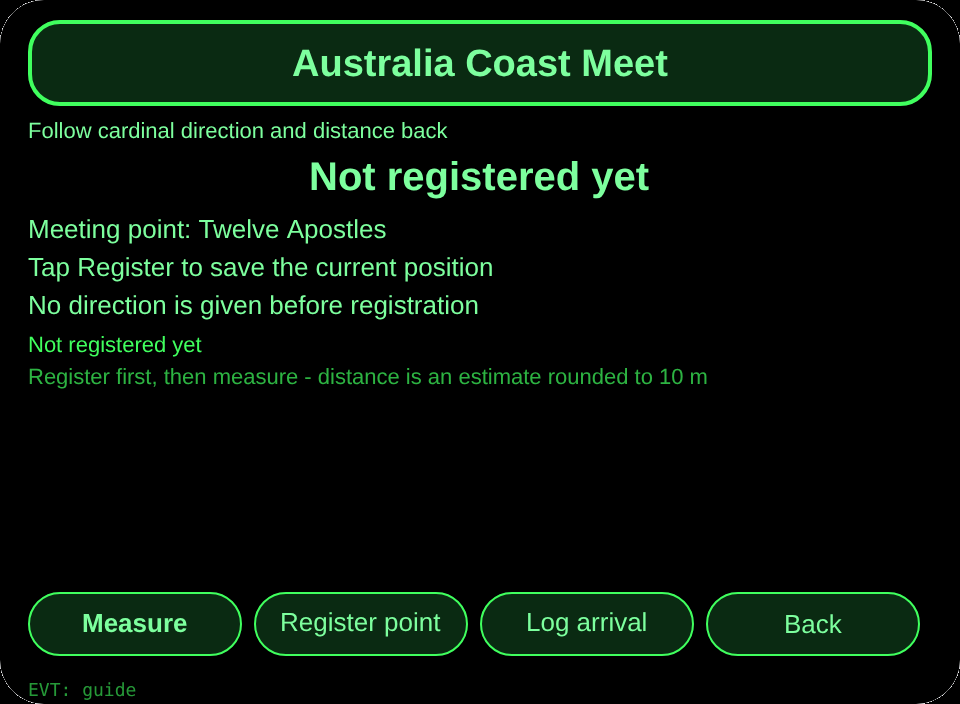 Australia Coast Meet
Follow cardinal direction and distance back
Not registered yet
Meeting point: Twelve Apostles
Tap Register to save the current position
No direction is given before registration
Not registered yet
Register first, then measure - distance is an estimate rounded to 10 m
Measure
Register point
Log arrival
Back
EVT: guide